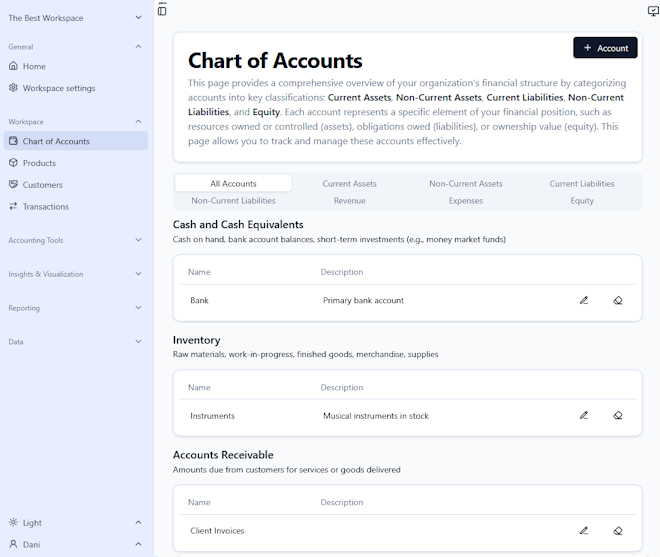 The Best Workspace
General
Home
Workspace settings
Workspace
Chart of Accounts
Products
Customers
Transactions
Accounting Tools
Insights & Visualization
Reporting
Data
Light
Dani
Chart of Accounts
+ Account
This page provides a comprehensive overview of your organization's financial structure by categorizing
accounts into key classifications: Current Assets, Non-Current Assets, Current Liabilities, Non-Current
Liabilities, and Equity. Each account represents a specific element of your financial position, such as
resources owned or controlled (assets), obligations owed (liabilities), or ownership value (equity). This
page allows you to track and manage these accounts effectively.
All Accounts Current Assets Non-Current Assets Current Liabilities
Non-Current Liabilities Revenue Expenses Equity
Cash and Cash Equivalents
Cash on hand, bank account balances, short-term investments (e.g., money market funds)
Name Description
Bank Primary bank account
Inventory
Raw materials, work-in-progress, finished goods, merchandise, supplies
Name Description
Instruments Musical instruments in stock
Accounts Receivable
Amounts due from customers for services or goods delivered
Name Description
Client Invoices